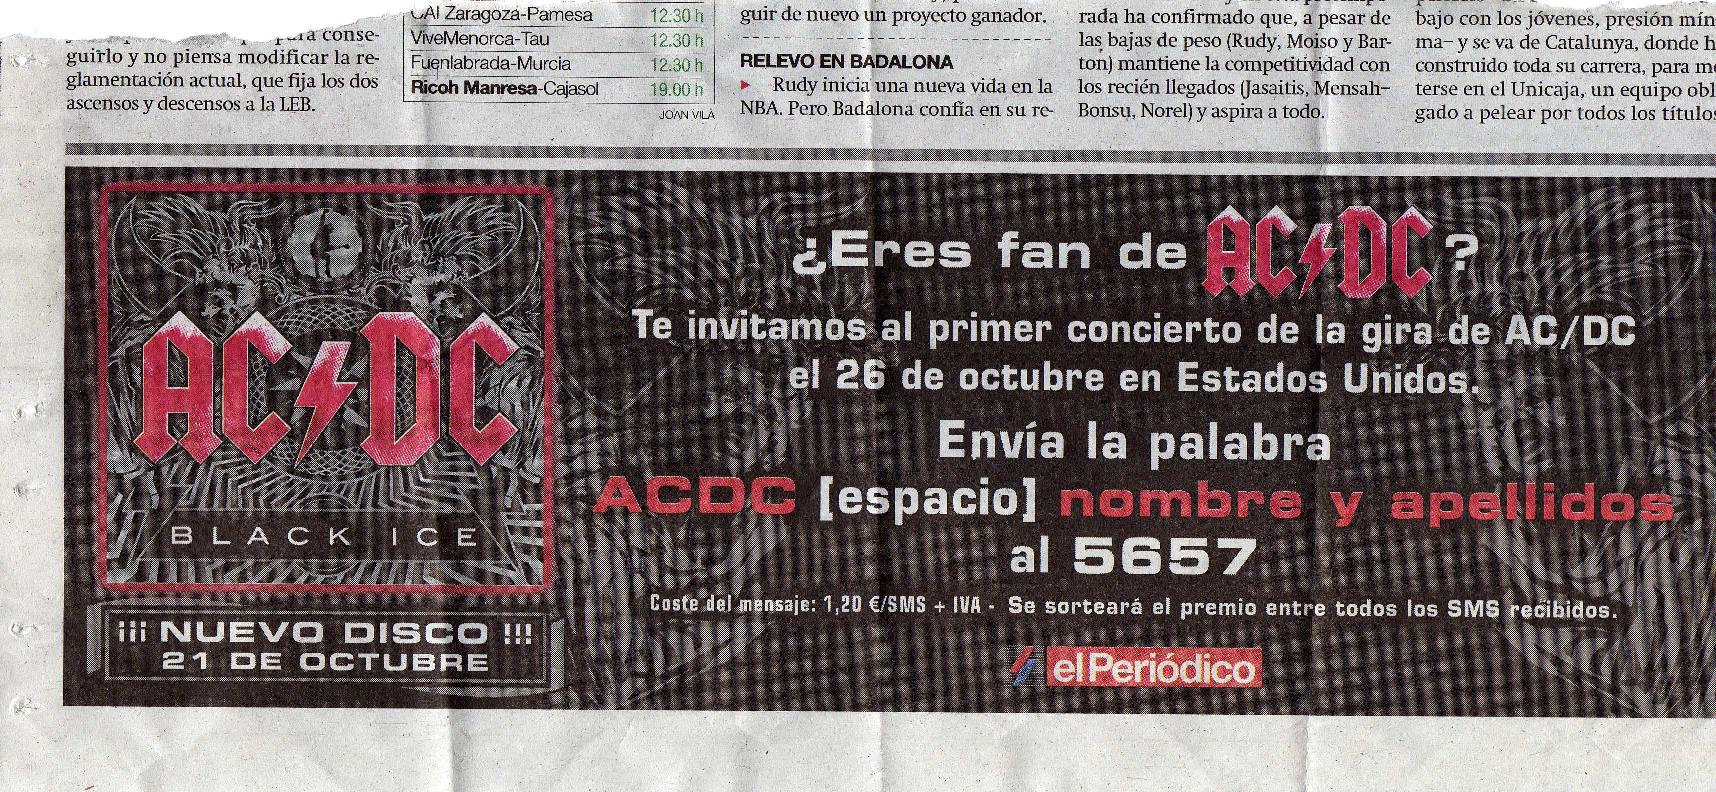 ra conse-
guirlo y no piensa modificar la re-
glamentación actual, que fija los dos
ascensos y descensos a la LEB.
CAI Zaragoza-Pamesa 12.30 h
ViveMenorca-Tau 12.30 h
Fuenlabrada-Murcia 12.30 h
Ricoh Manresa-Cajasol 19.00 h
JOAN VILÀ
guir de nuevo un proyecto ganador.
RELEVO EN BADALONA
Rudy inicia una nueva vida en la
NBA. Pero Badalona confía en su re-
rada ha confirmado que, a pesar de
las bajas de peso (Rudy, Moiso y Bar-
ton) mantiene la competitividad con
los recién llegados (Jasaitis, Mensah-
Bonsu, Norel) y aspira a todo.
bajo con los jóvenes, presión mín
ma- y se va de Catalunya, donde h
construido toda su carrera, para me
terse en el Unicaja, un equipo obl
gado a pelear por todos los títulos
AC DC
BLACK ICE
¡¡¡ NUEVO DISCO !!!
21 DE OCTUBRE
¿Eres fan de AC DC ?
Te invitamos al primer concierto de la gira de AC/DC
el 26 de octubre en Estados Unidos.
Envía la palabra
ACDC [espacio] nombre y apellidos
al 5657
Coste del mensaje: 1,20 €/SMS + IVA - Se sorteará el premio entre todos los SMS recibidos.
el Periódico